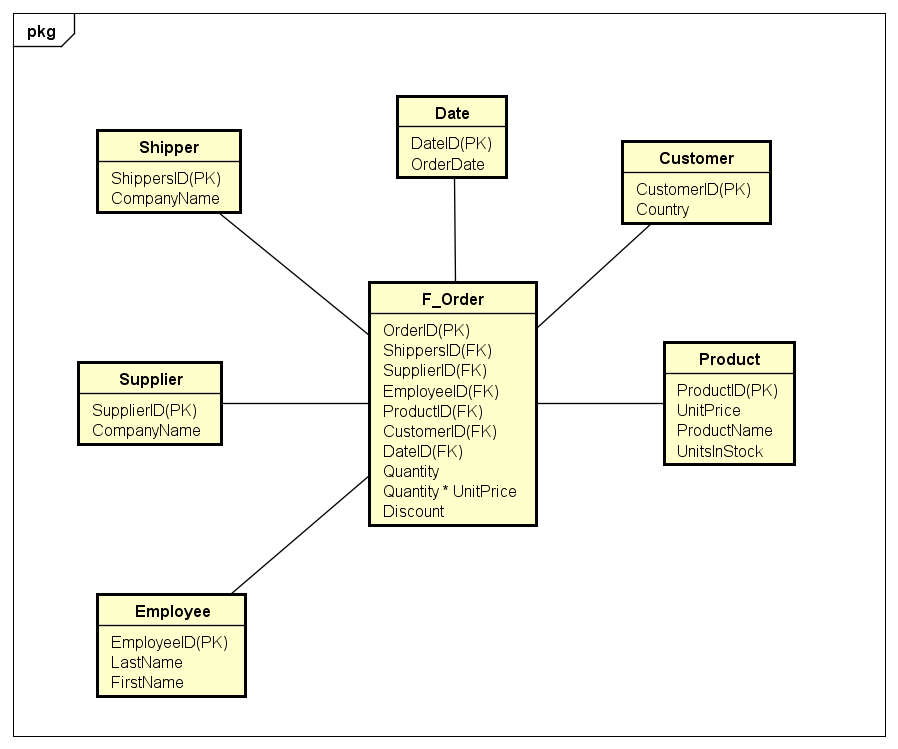 pkg
Date
DateID(PK)
OrderDate
Shipper
ShippersID(PK)
CompanyName
Customer
CustomerID(PK)
Country
F_Order
OrderID(PK)
ShippersID(FK)
SupplierID(FK)
EmployeeID(FK)
ProductID(FK)
CustomerID(FK)
DateID(FK)
Quantity
Quantity * UnitPrice
Discount
Supplier
SupplierID(PK)
CompanyName
Product
ProductID(PK)
UnitPrice
ProductName
UnitsInStock
Employee
EmployeeID(PK)
LastName
FirstName